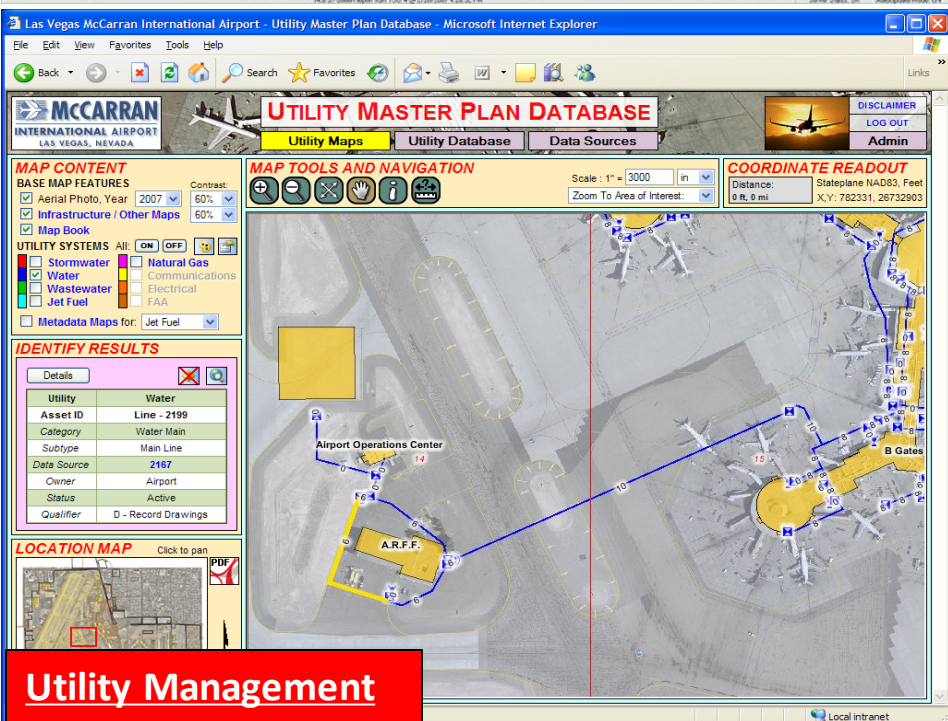 Las Vegas McCarran International Airport - Utility Master Plan Database - Microsoft Internet Explorer
File Edit View Favorites Tools Help
Back Search Favorites Links
McCARRAN
INTERNATIONAL AIRPORT
LAS VEGAS, NEVADA
UTILITY MASTER PLAN DATABASE
Utility Maps Utility Database Data Sources
DISCLAIMER
LOG OUT
Admin
MAP CONTENT
BASE MAP FEATURES Contrast:
Aerial Photo, Year 2007 60%
Infrastructure / Other Maps 60%
Map Book
UTILITY SYSTEMS All: ON OFF
Stormwater Natural Gas
Water Communications
Wastewater Electrical
Jet Fuel FAA
Metadata Maps for: Jet Fuel
MAP TOOLS AND NAVIGATION
Scale : 1" = 3000 in
Zoom To Area of Interest:
COORDINATE READOUT
Distance: Stateplane NAD83, Feet
0 ft, 0 mi X,Y: 782331, 26732903
IDENTIFY RESULTS
Details
Utility Water
Asset ID Line - 2199
Category Water Main
Subtype Main Line
Data Source 2167
Owner Airport
Status Active
Qualifier D - Record Drawings
LOCATION MAP Click to pan
PDF
Airport Operations Center
14
A.R.F.F.
15
B Gates
10
10
6
6
6
Utility Management
Local intranet